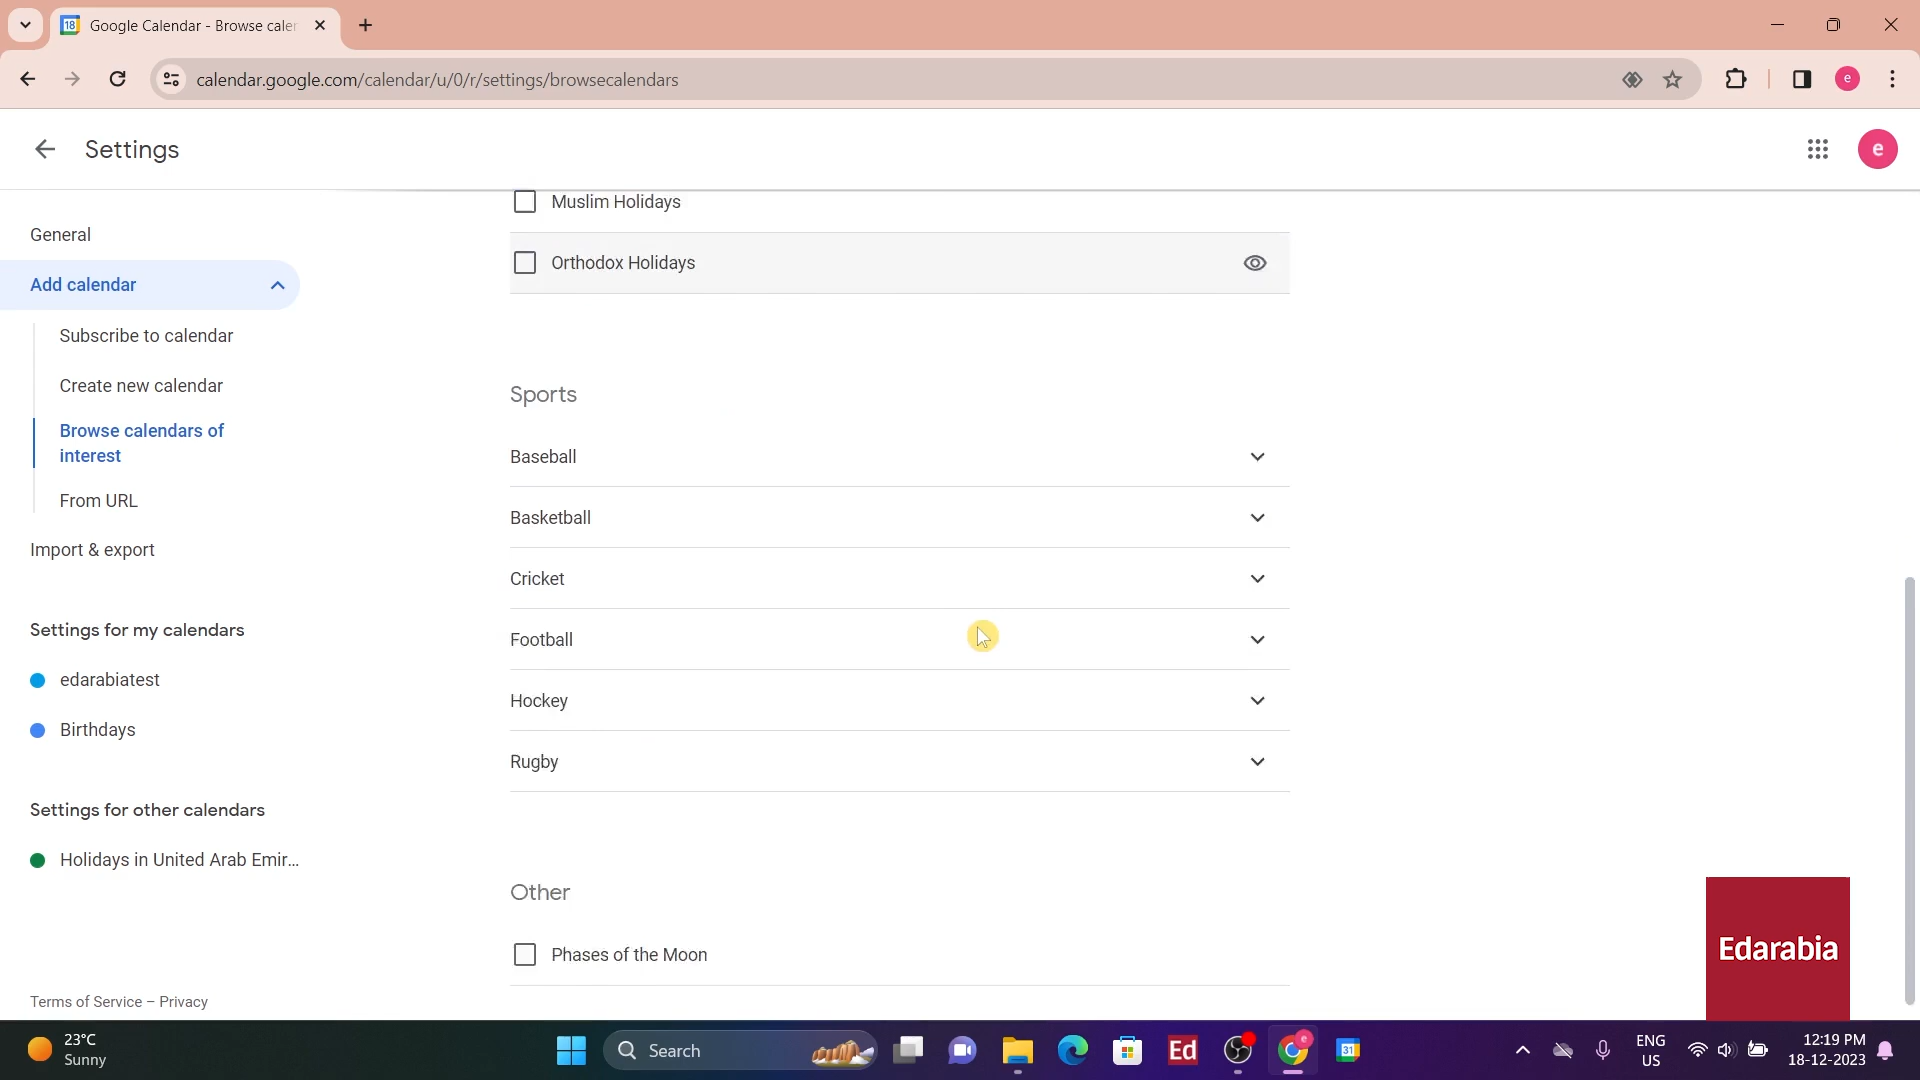 18
Google Calendar - Browse caler
calendar.google.com/calendar/u/0/r/settings/browsecalendars
e
Settings
e
General
Add calendar
Subscribe to calendar
Create new calendar
Browse calendars of
interest
From URL
Import & export
Settings for my calendars
edarabiatest
Birthdays
Settings for other calendars
Holidays in United Arab Emir...
Terms of Service – Privacy
Muslim Holidays
Orthodox Holidays
Sports
Baseball
Basketball
Cricket
Football
Hockey
Rugby
Other
Phases of the Moon
Edarabia
23°C
Sunny
Search
Ed
e
31
ENG
US
12:19 PM
18-12-2023